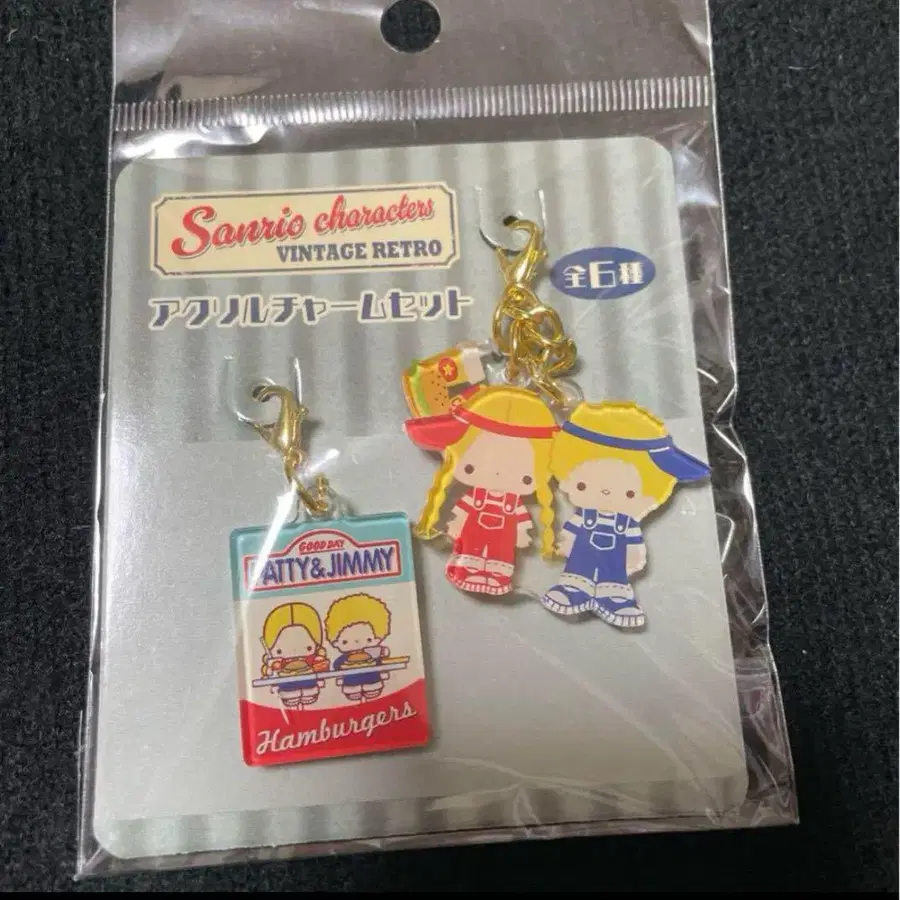 Sanrio characters
VINTAGE RETRO
全6種
アクリルチャームセット
GOOD DAY
PATTY&JIMMY
Hamburgers